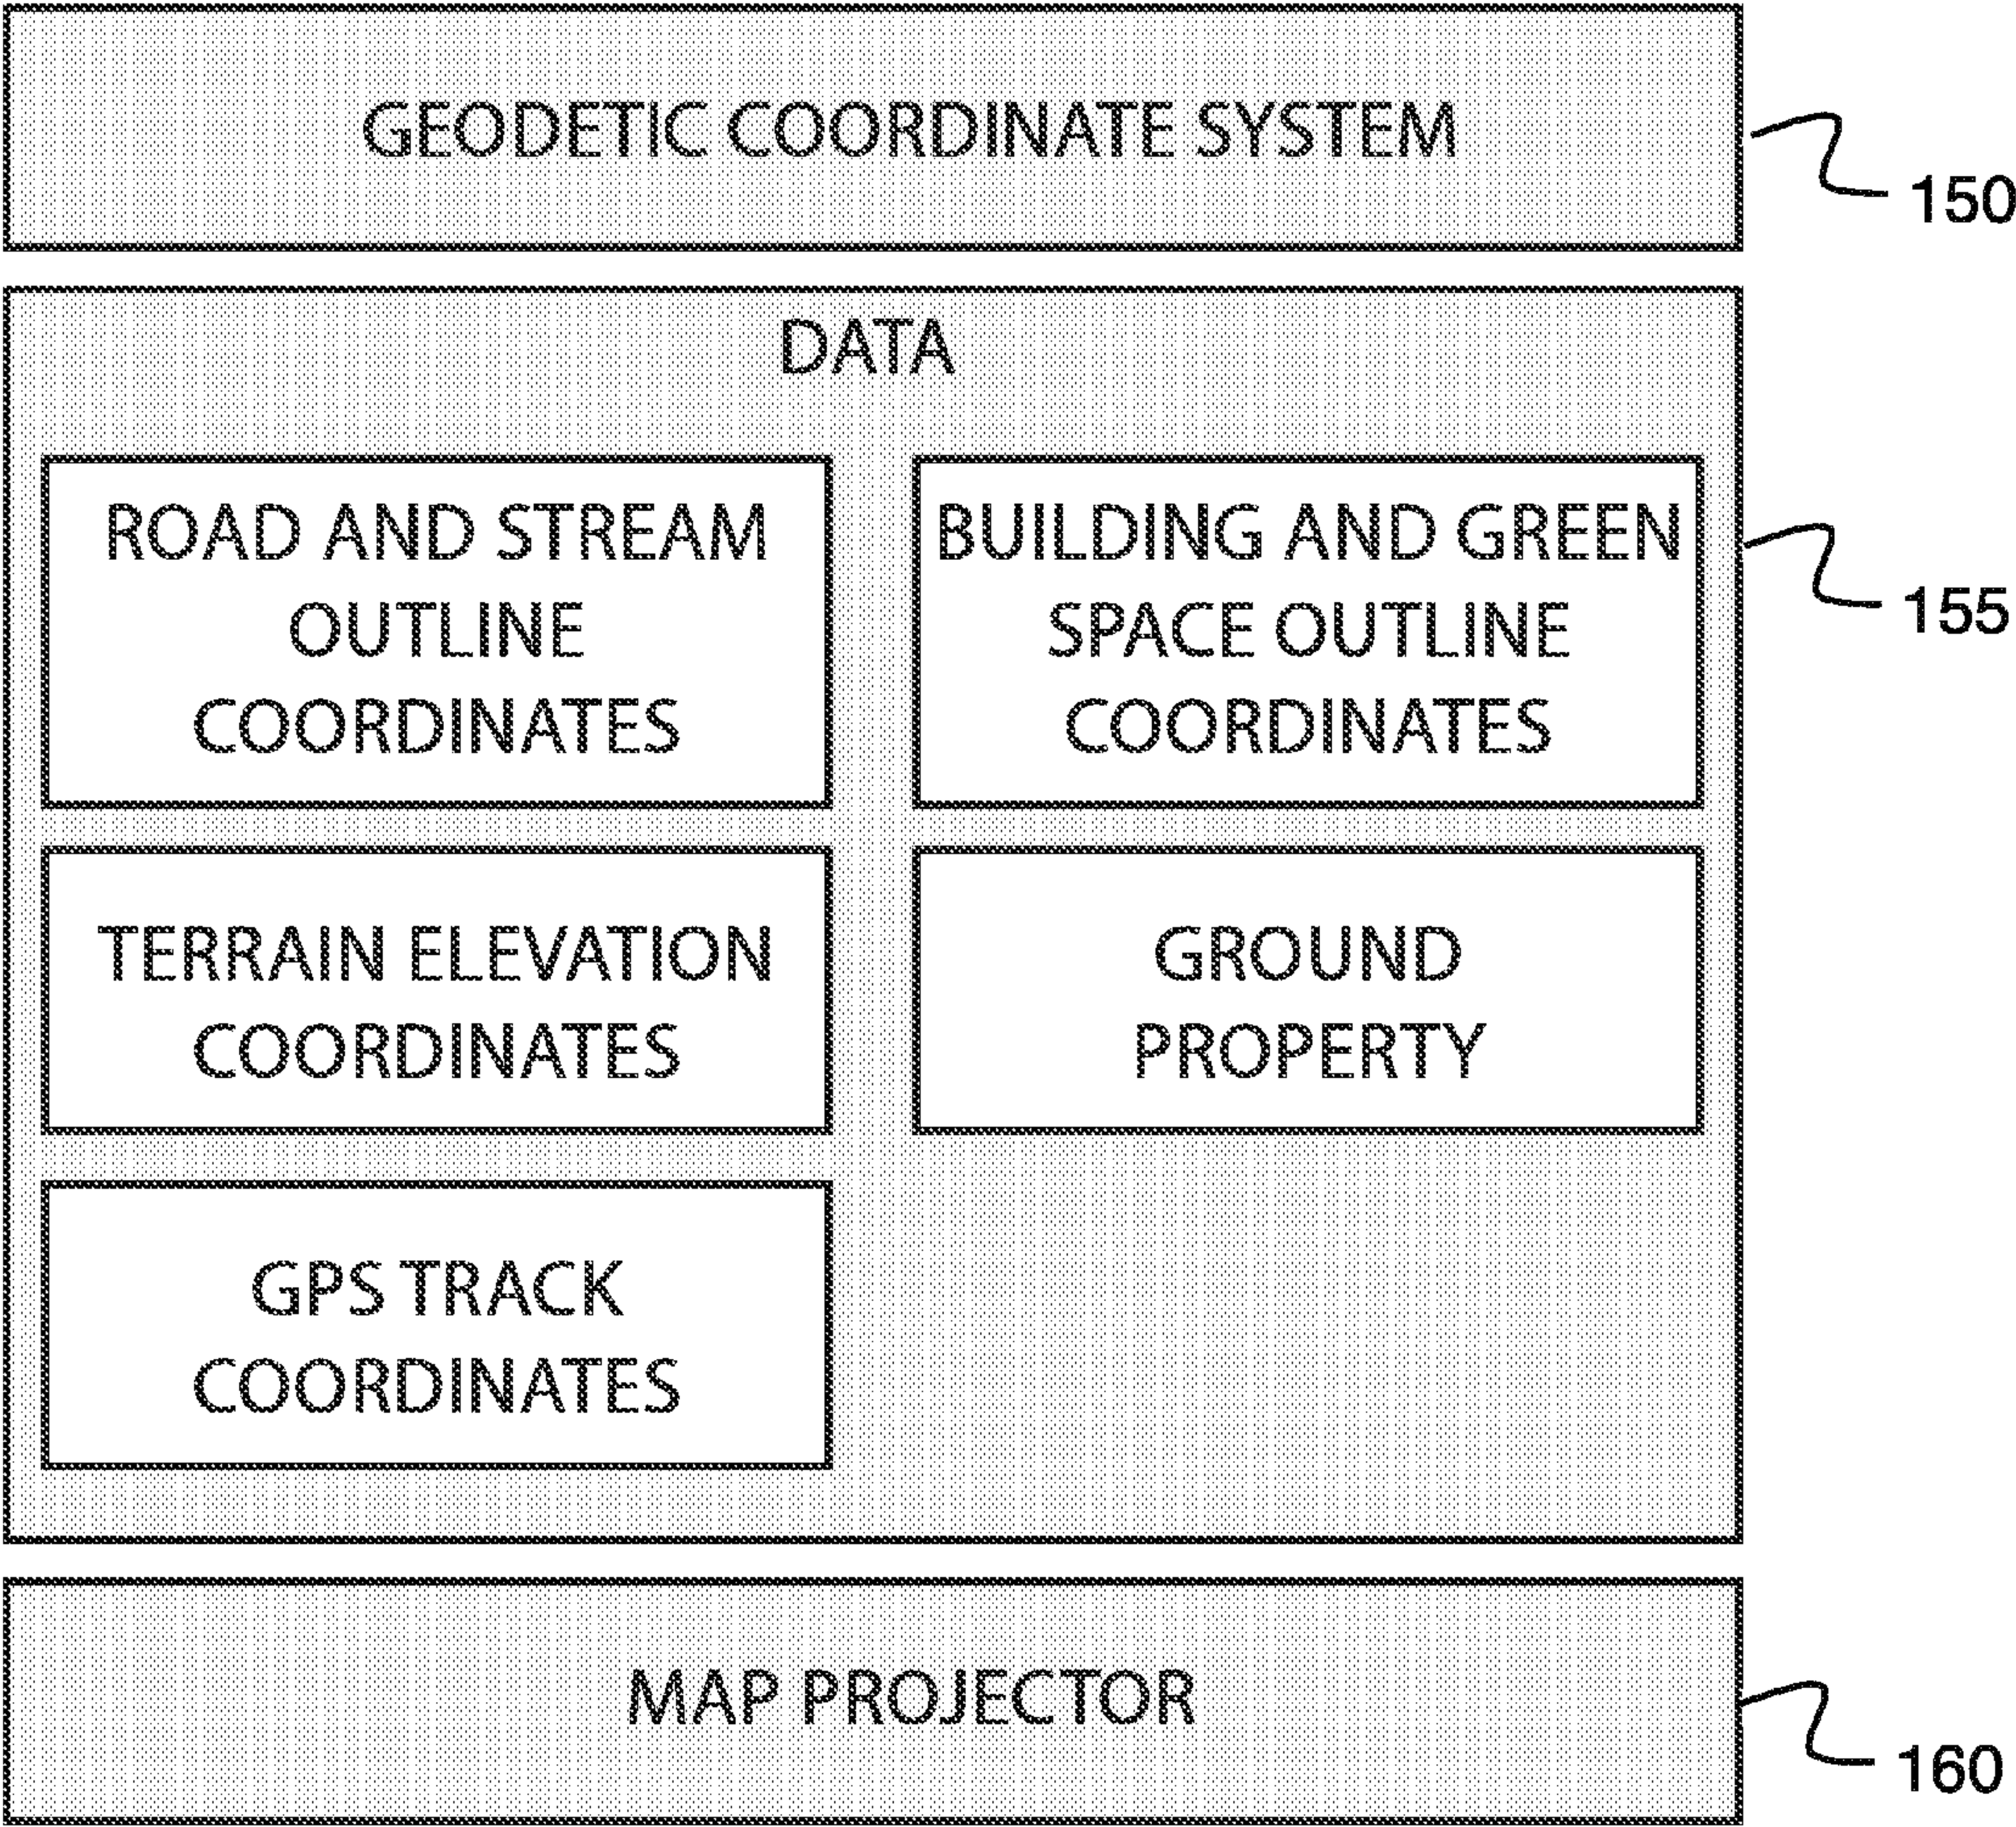 GEODETIC COORDINATE SYSTEM
150
DATA
ROAD AND STREAM
OUTLINE
COORDINATES
BUILDING AND GREEN
SPACE OUTLINE
COORDINATES
155
TERRAIN ELEVATION
COORDINATES
GROUND
PROPERTY
GPS TRACK
COORDINATES
MAP PROJECTOR
160